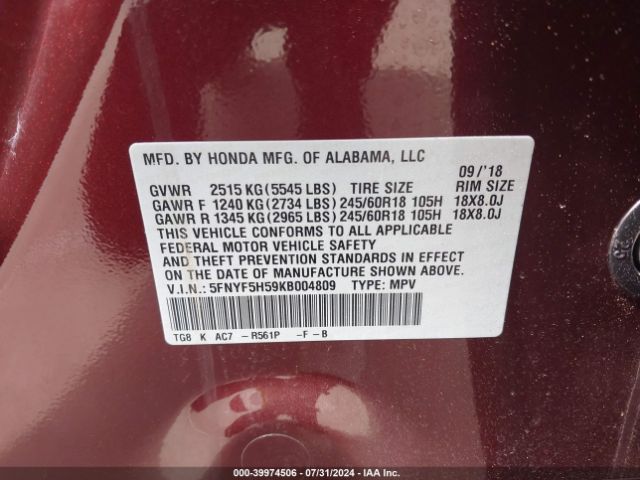 MFD. BY HONDA MFG. OF ALABAMA, LLC
09/'18
GVWR 2515 KG (5545 LBS) TIRE SIZE RIM SIZE
GAWR F 1240 KG (2734 LBS) 245/60R18 105H 18X8.0J
GAWR R 1345 KG (2965 LBS) 245/60R18 105H 18X8.0J
THIS VEHICLE CONFORMS TO ALL APPLICABLE
FEDERAL MOTOR VEHICLE SAFETY
AND THEFT PREVENTION STANDARDS IN EFFECT
ON THE DATE OF MANUFACTURE SHOWN ABOVE.
V.I.N.: 5FNYF5H59KB004809 TYPE: MPV
TG8 K AC7 -R561P -F-B
000-39974506 - 07/31/2024 - IAA Inc.